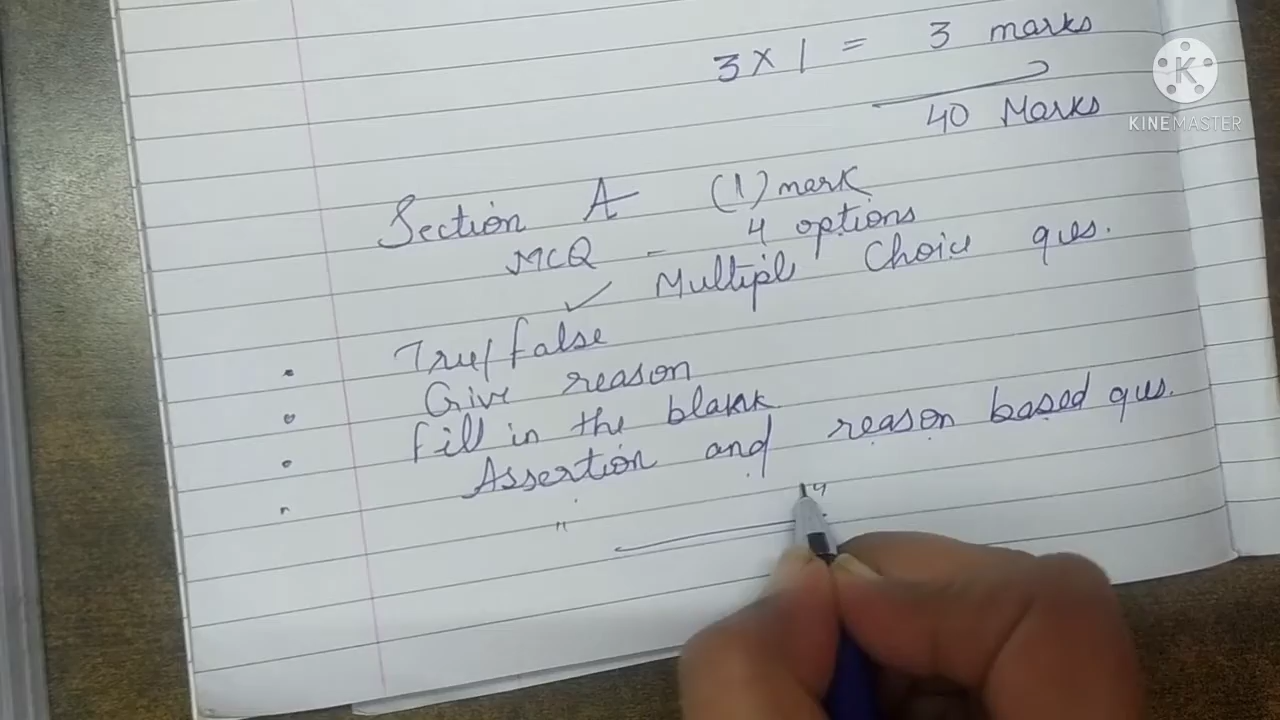 3 x 1 = 3 marks
40 Marks
KINEMASTER
Section A (1) mark
MCQ - 4 options
Multiple Choice ques.
True/False
Give reason
Fill in the blank
Assertion and reason based ques.